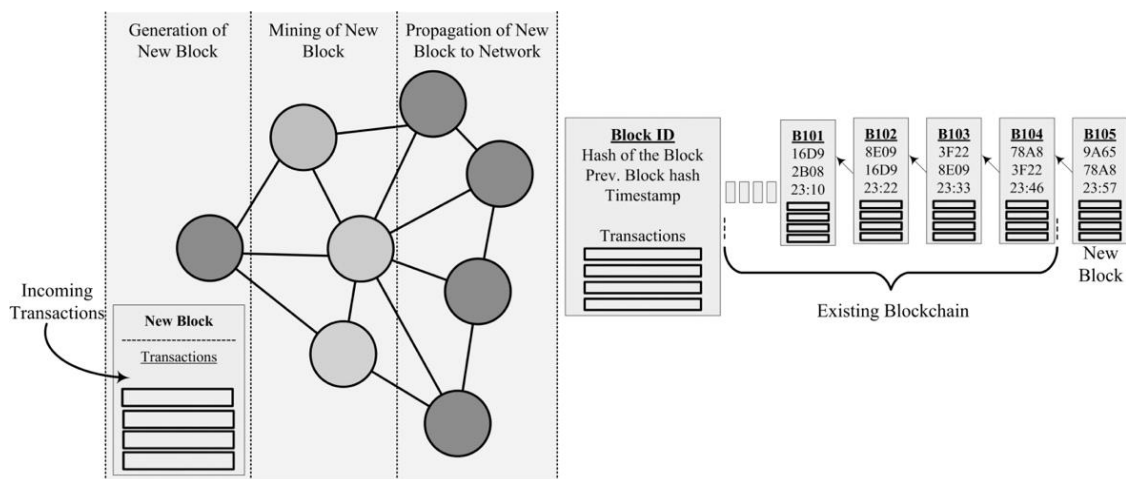 Generation of
New Block
Mining of New
Block
Propagation of New
Block to Network
Incoming
Transactions
New Block
Transactions
Block ID
Hash of the Block
Prev. Block hash
Timestamp
Transactions
B101
16D9
2B08
23:10
B102
8E09
16D9
23:22
B103
3F22
8E09
23:33
B104
78A8
3F22
23:46
B105
9A65
78A8
23:57
New
Block
Existing Blockchain